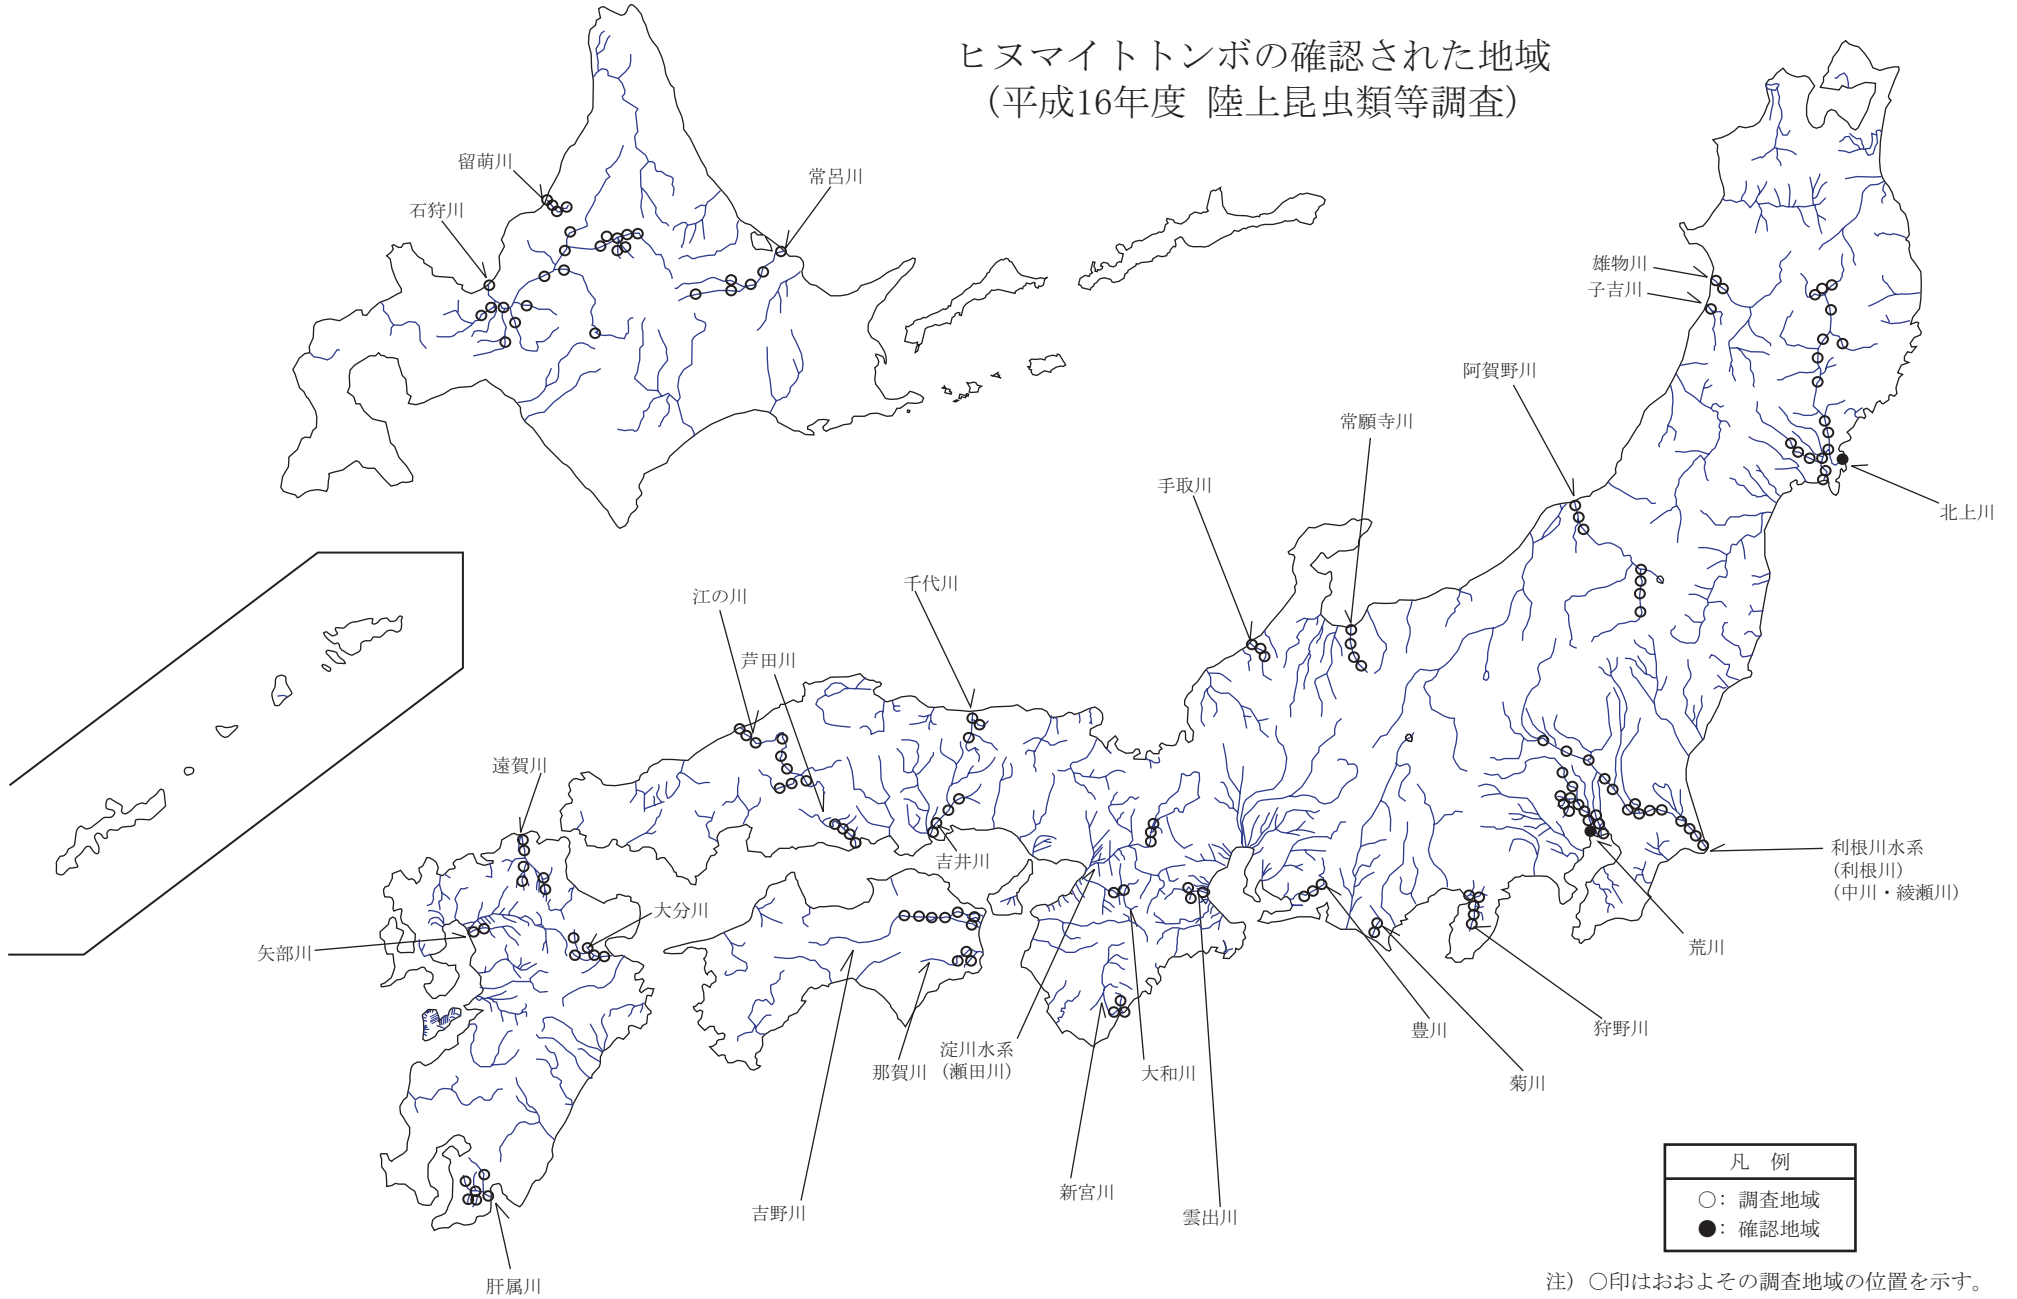 ヒヌマイトトンボの確認された地域
(平成16年度 陸上昆虫類等調査)
留萌川
石狩川
常呂川
雄物川
子吉川
阿賀野川
常願寺川
手取川
北上川
千代川
江の川
芦田川
遠賀川
吉井川
大分川
矢部川
利根川水系
(利根川)
(中川・綾瀬川)
荒川
狩野川
豊川
菊川
淀川水系
(瀬田川)
那賀川
大和川
新宮川
雲出川
吉野川
肝属川
凡 例
○:調査地域
●:確認地域
注)○印はおおよその調査地域の位置を示す。